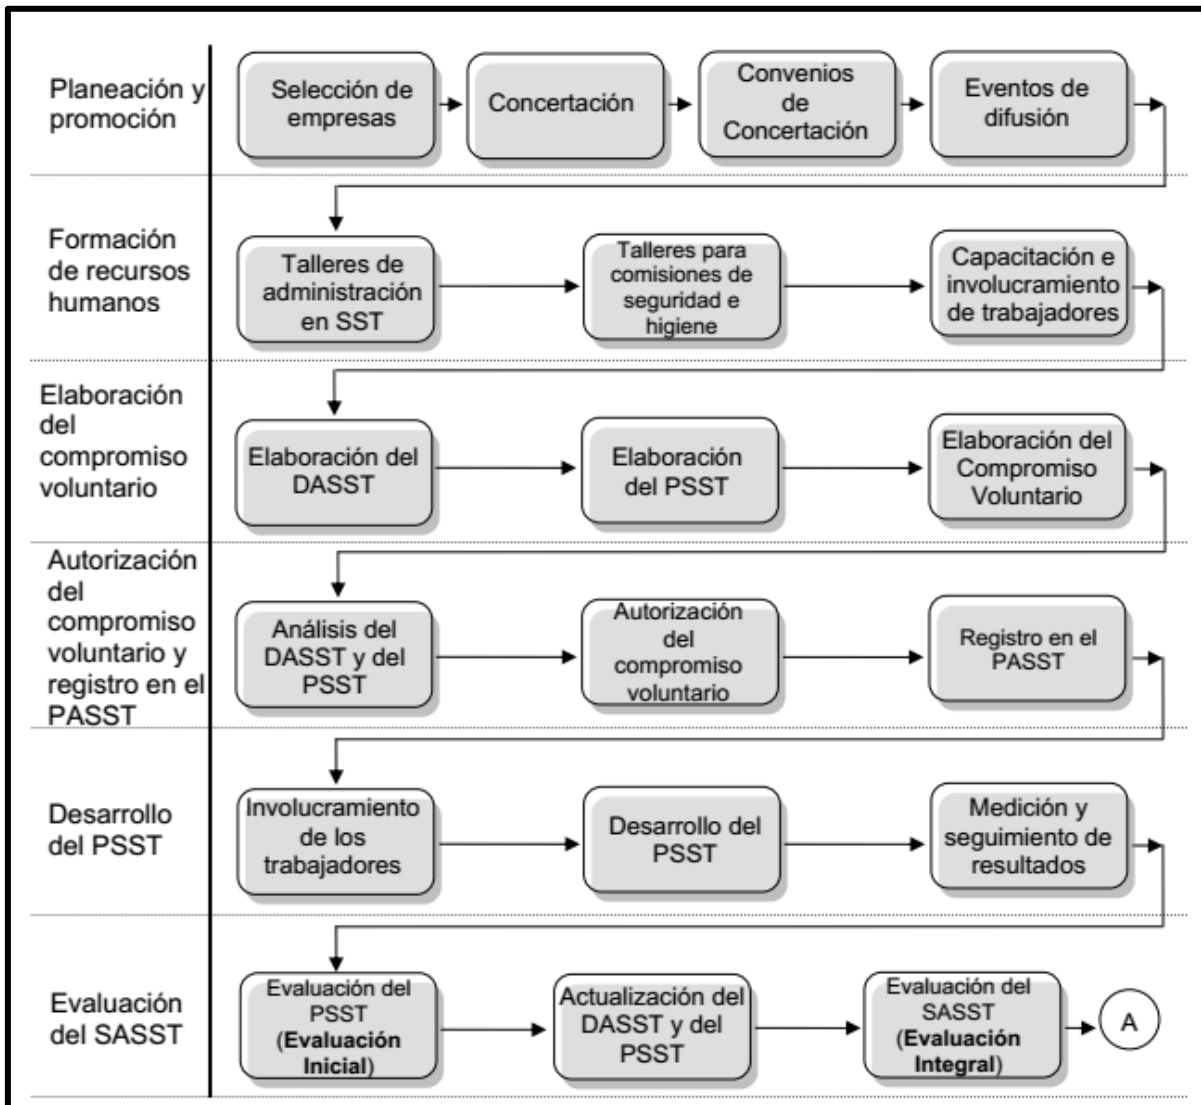 Planeación y
promoción
Selección de
empresas
Concertación
Convenios
de
Concertación
Eventos de
difusión
Formación
de recursos
humanos
Talleres de
administración
en SST
Talleres para
comisiones de
seguridad e
higiene
Capacitación e
involucramiento
de trabajadores
Elaboración
del
compromiso
voluntario
Elaboración del
DASST
Elaboración
del PSST
Elaboración del
Compromiso
Voluntario
Autorización
del
compromiso
voluntario y
registro en el
PASST
Análisis del
DASST y del
PSST
Autorización
del
compromiso
voluntario
Registro en el
PASST
Desarrollo
del PSST
Involucramiento
de los
trabajadores
Desarrollo del
PSST
Medición y
seguimiento de
resultados
Evaluación
del SASST
Evaluación del
PSST
(Evaluación
Inicial)
Actualización del
DASST y del
PSST
Evaluación del
SASST
(Evaluación
Integral)
A